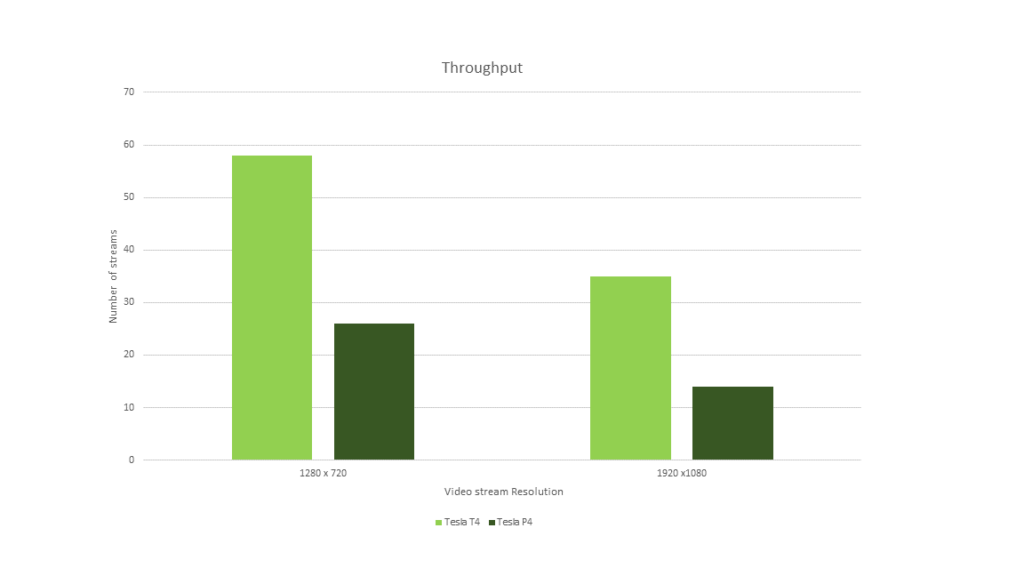 Throughput
70
60
50
40
30
20
10
0
Number of streams
1280 x 720
1920 x1080
Video stream Resolution
Tesla T4
Tesla P4